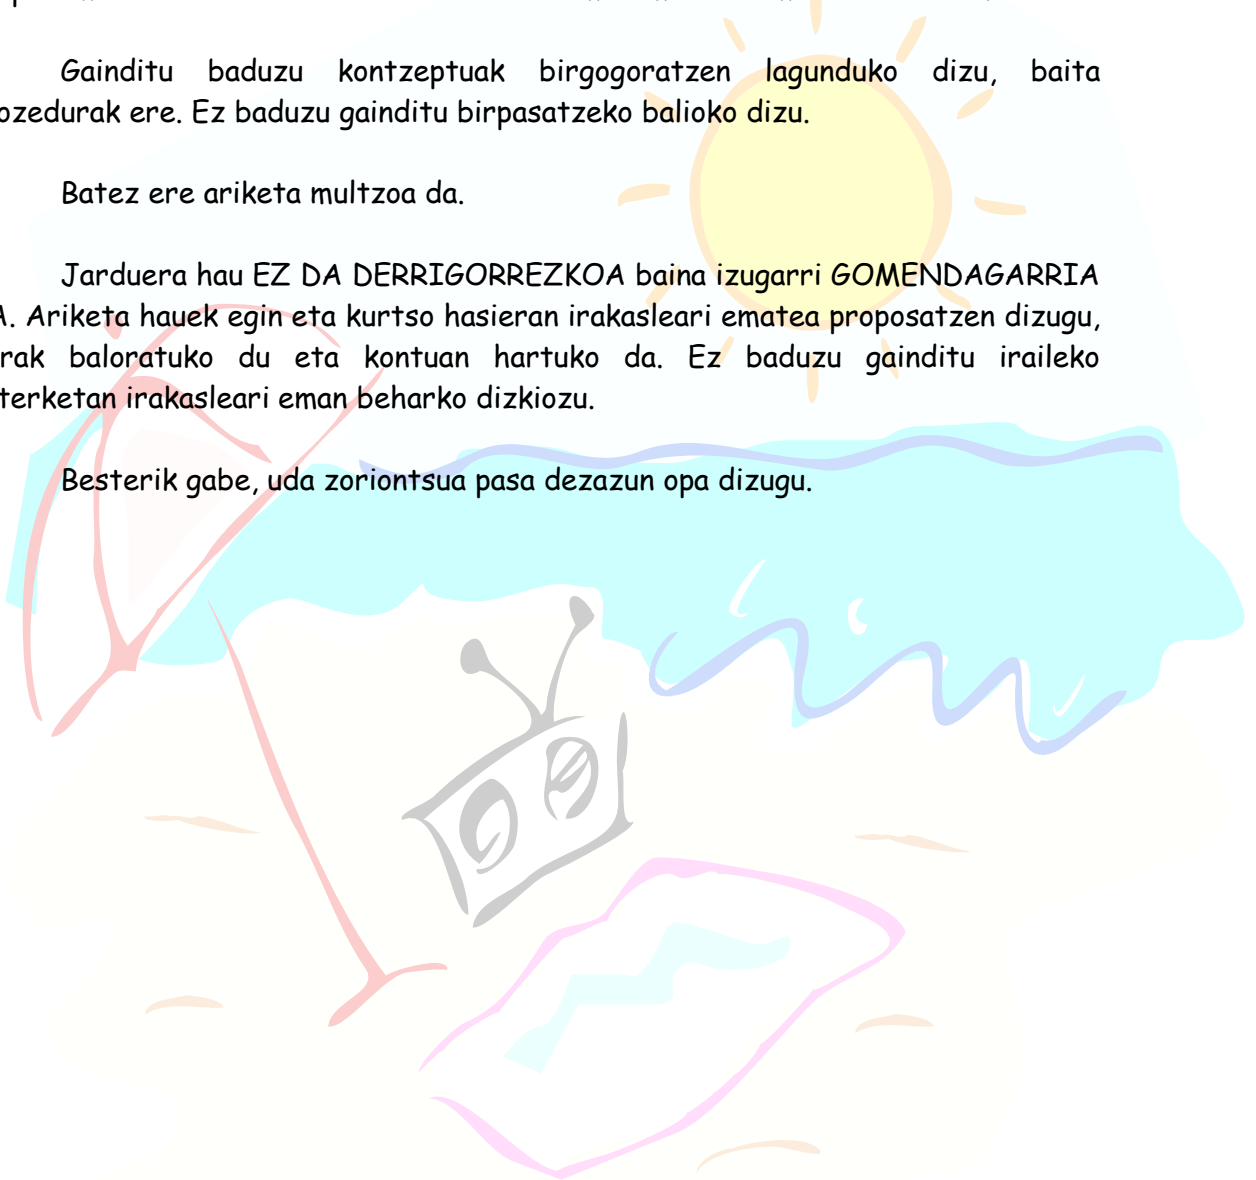 Gainditu baduzu kontzeptuak birgogoratzen lagunduko dizu, baita
ozedurak ere. Ez baduzu gainditu birpasatzeko balioko dizu.
Batez ere ariketa multzoa da.
Jarduera hau EZ DA DERRIGORREZKOA baina izugarri GOMENDAGARRIA
A. Ariketa hauek egin eta kurtso hasieran irakasleari ematea proposatzen dizugu,
rak baloratuko du eta kontuan hartuko da. Ez baduzu gainditu iraileko
terketan irakasleari eman beharko dizkiozu.
Besterik gabe, uda zoriontsua pasa dezazun opa dizugu.